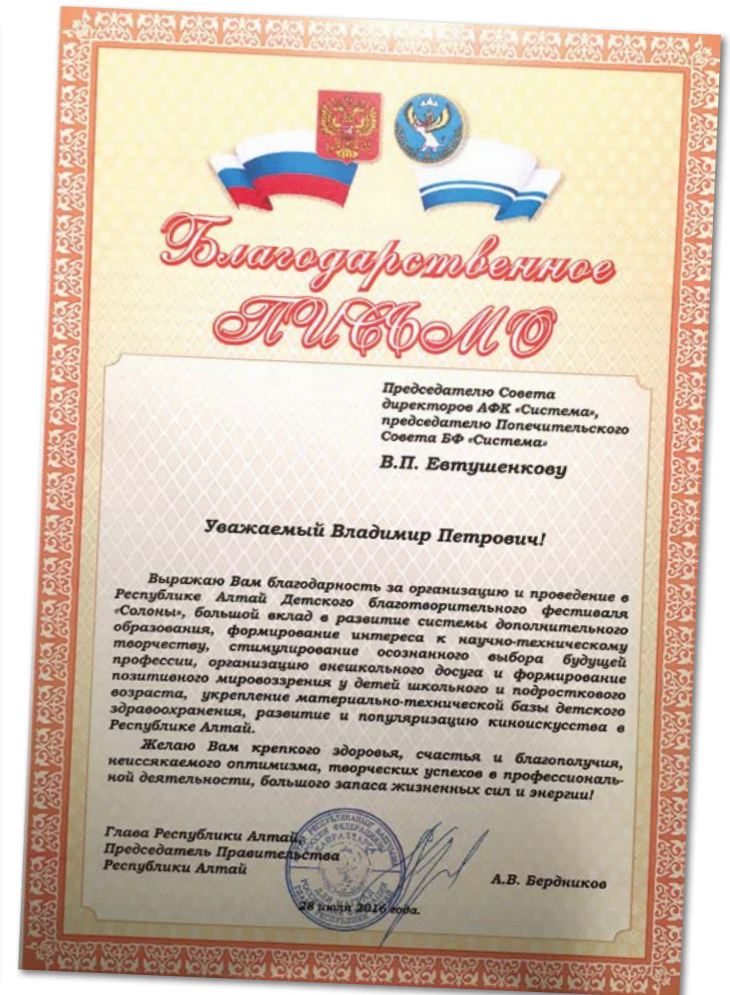 Благодарственное
ПИСЬМО
Председателю Совета
директоров АФК «Система»,
председателю Попечительского
Совета БФ «Система»
В.П. Евтушенкову
Уважаемый Владимир Петрович!
Выражаю Вам благодарность за организацию и проведение в
Республике Алтай Детского благотворительного фестиваля
«Солоны», большой вклад в развитие системы дополнительного
образования, формирование интереса к научно-техническому
творчеству, стимулирование осознанного выбора будущей
профессии, организацию внешкольного досуга и формирование
позитивного мировоззрения у детей школьного и подросткового
возраста, укрепление материально-технической базы детского
здравоохранения, развитие и популяризацию киноискусства в
Республике Алтай.
Желаю Вам крепкого здоровья, счастья и благополучия,
неиссякаемого оптимизма, творческих успехов в профессиональ-
ной деятельности, большого запаса жизненных сил и энергии!
Глава Республики Алтай,
Председатель Правительства
Республики Алтай
А.В. Бердников
28 июля 2016 года.